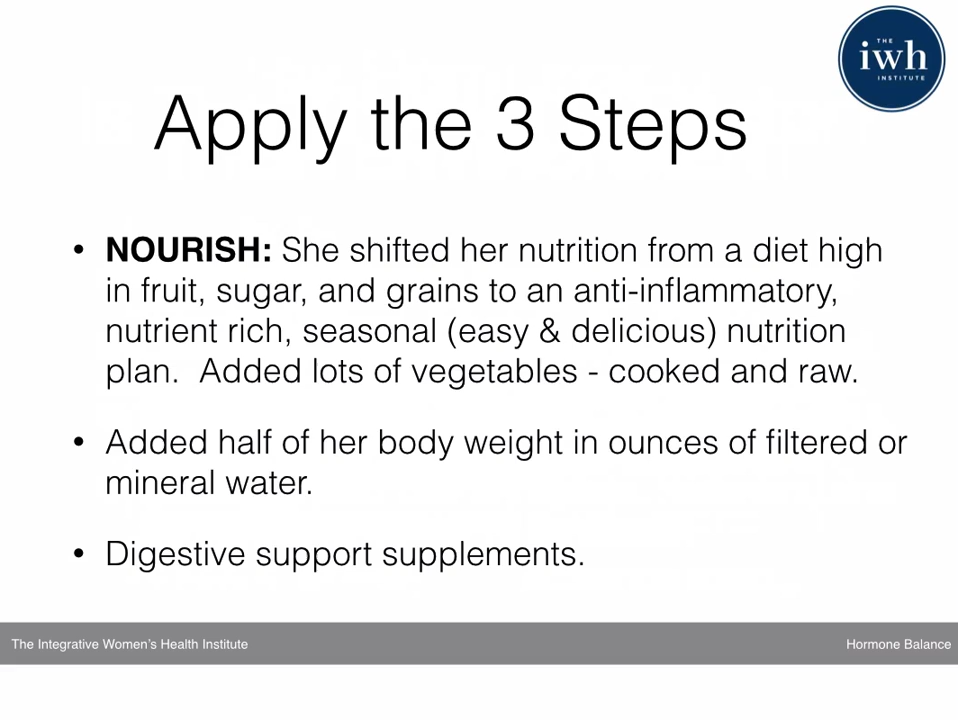 THE
iwh
INSTITUTE
Apply the 3 Steps
• NOURISH: She shifted her nutrition from a diet high
in fruit, sugar, and grains to an anti-inflammatory,
nutrient rich, seasonal (easy & delicious) nutrition
plan.  Added lots of vegetables - cooked and raw.
• Added half of her body weight in ounces of filtered or
mineral water.
• Digestive support supplements.
The Integrative Women's Health Institute
Hormone Balance